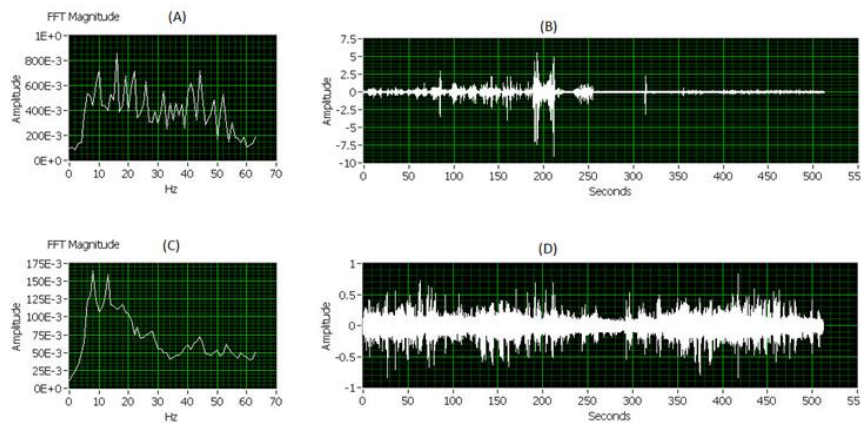 FFT Magnitude (A)
1E+0
800E-3
600E-3
400E-3
200E-3
0E+0
Amplitude
0 10 20 30 40 50 60 70
Hz
(B)
7.5
5
2.5
0
-2.5
-5
-7.5
-10
Amplitude
0 50 100 150 200 250 300 350 400 450 500 55
Seconds
FFT Magnitude (C)
175E-3
150E-3
125E-3
100E-3
75E-3
50E-3
25E-3
0E+0
Amplitude
0 10 20 30 40 50 60 70
Hz
(D)
1
0.5
0
-0.5
-1
Amplitude
0 50 100 150 200 250 300 350 400 450 500 55
Seconds